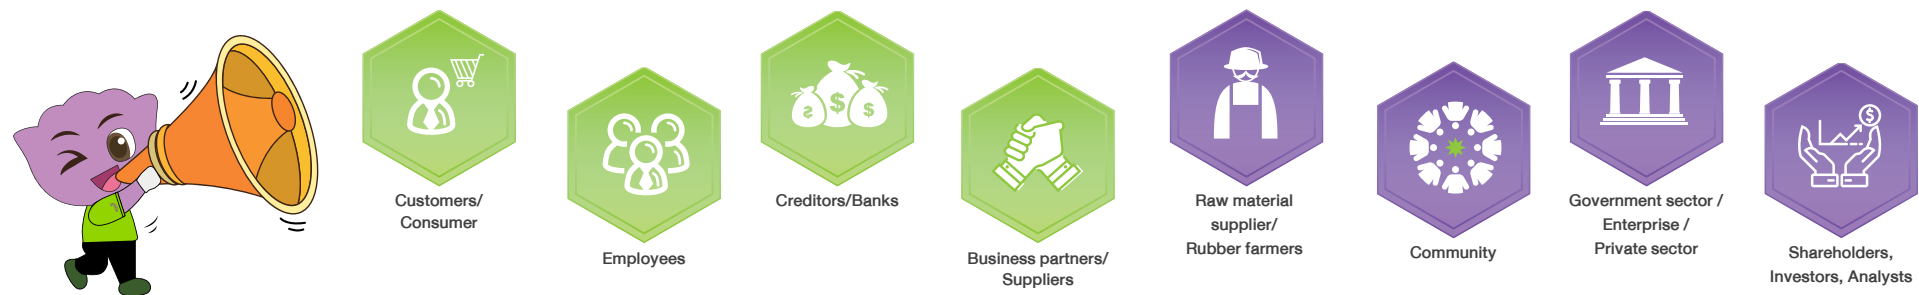 Customers/
Consumer
Employees
Creditors/Banks
Business partners/
Suppliers
Raw material
supplier/
Rubber farmers
Community
Government sector /
Enterprise /
Private sector
Shareholders,
Investors, Analysts